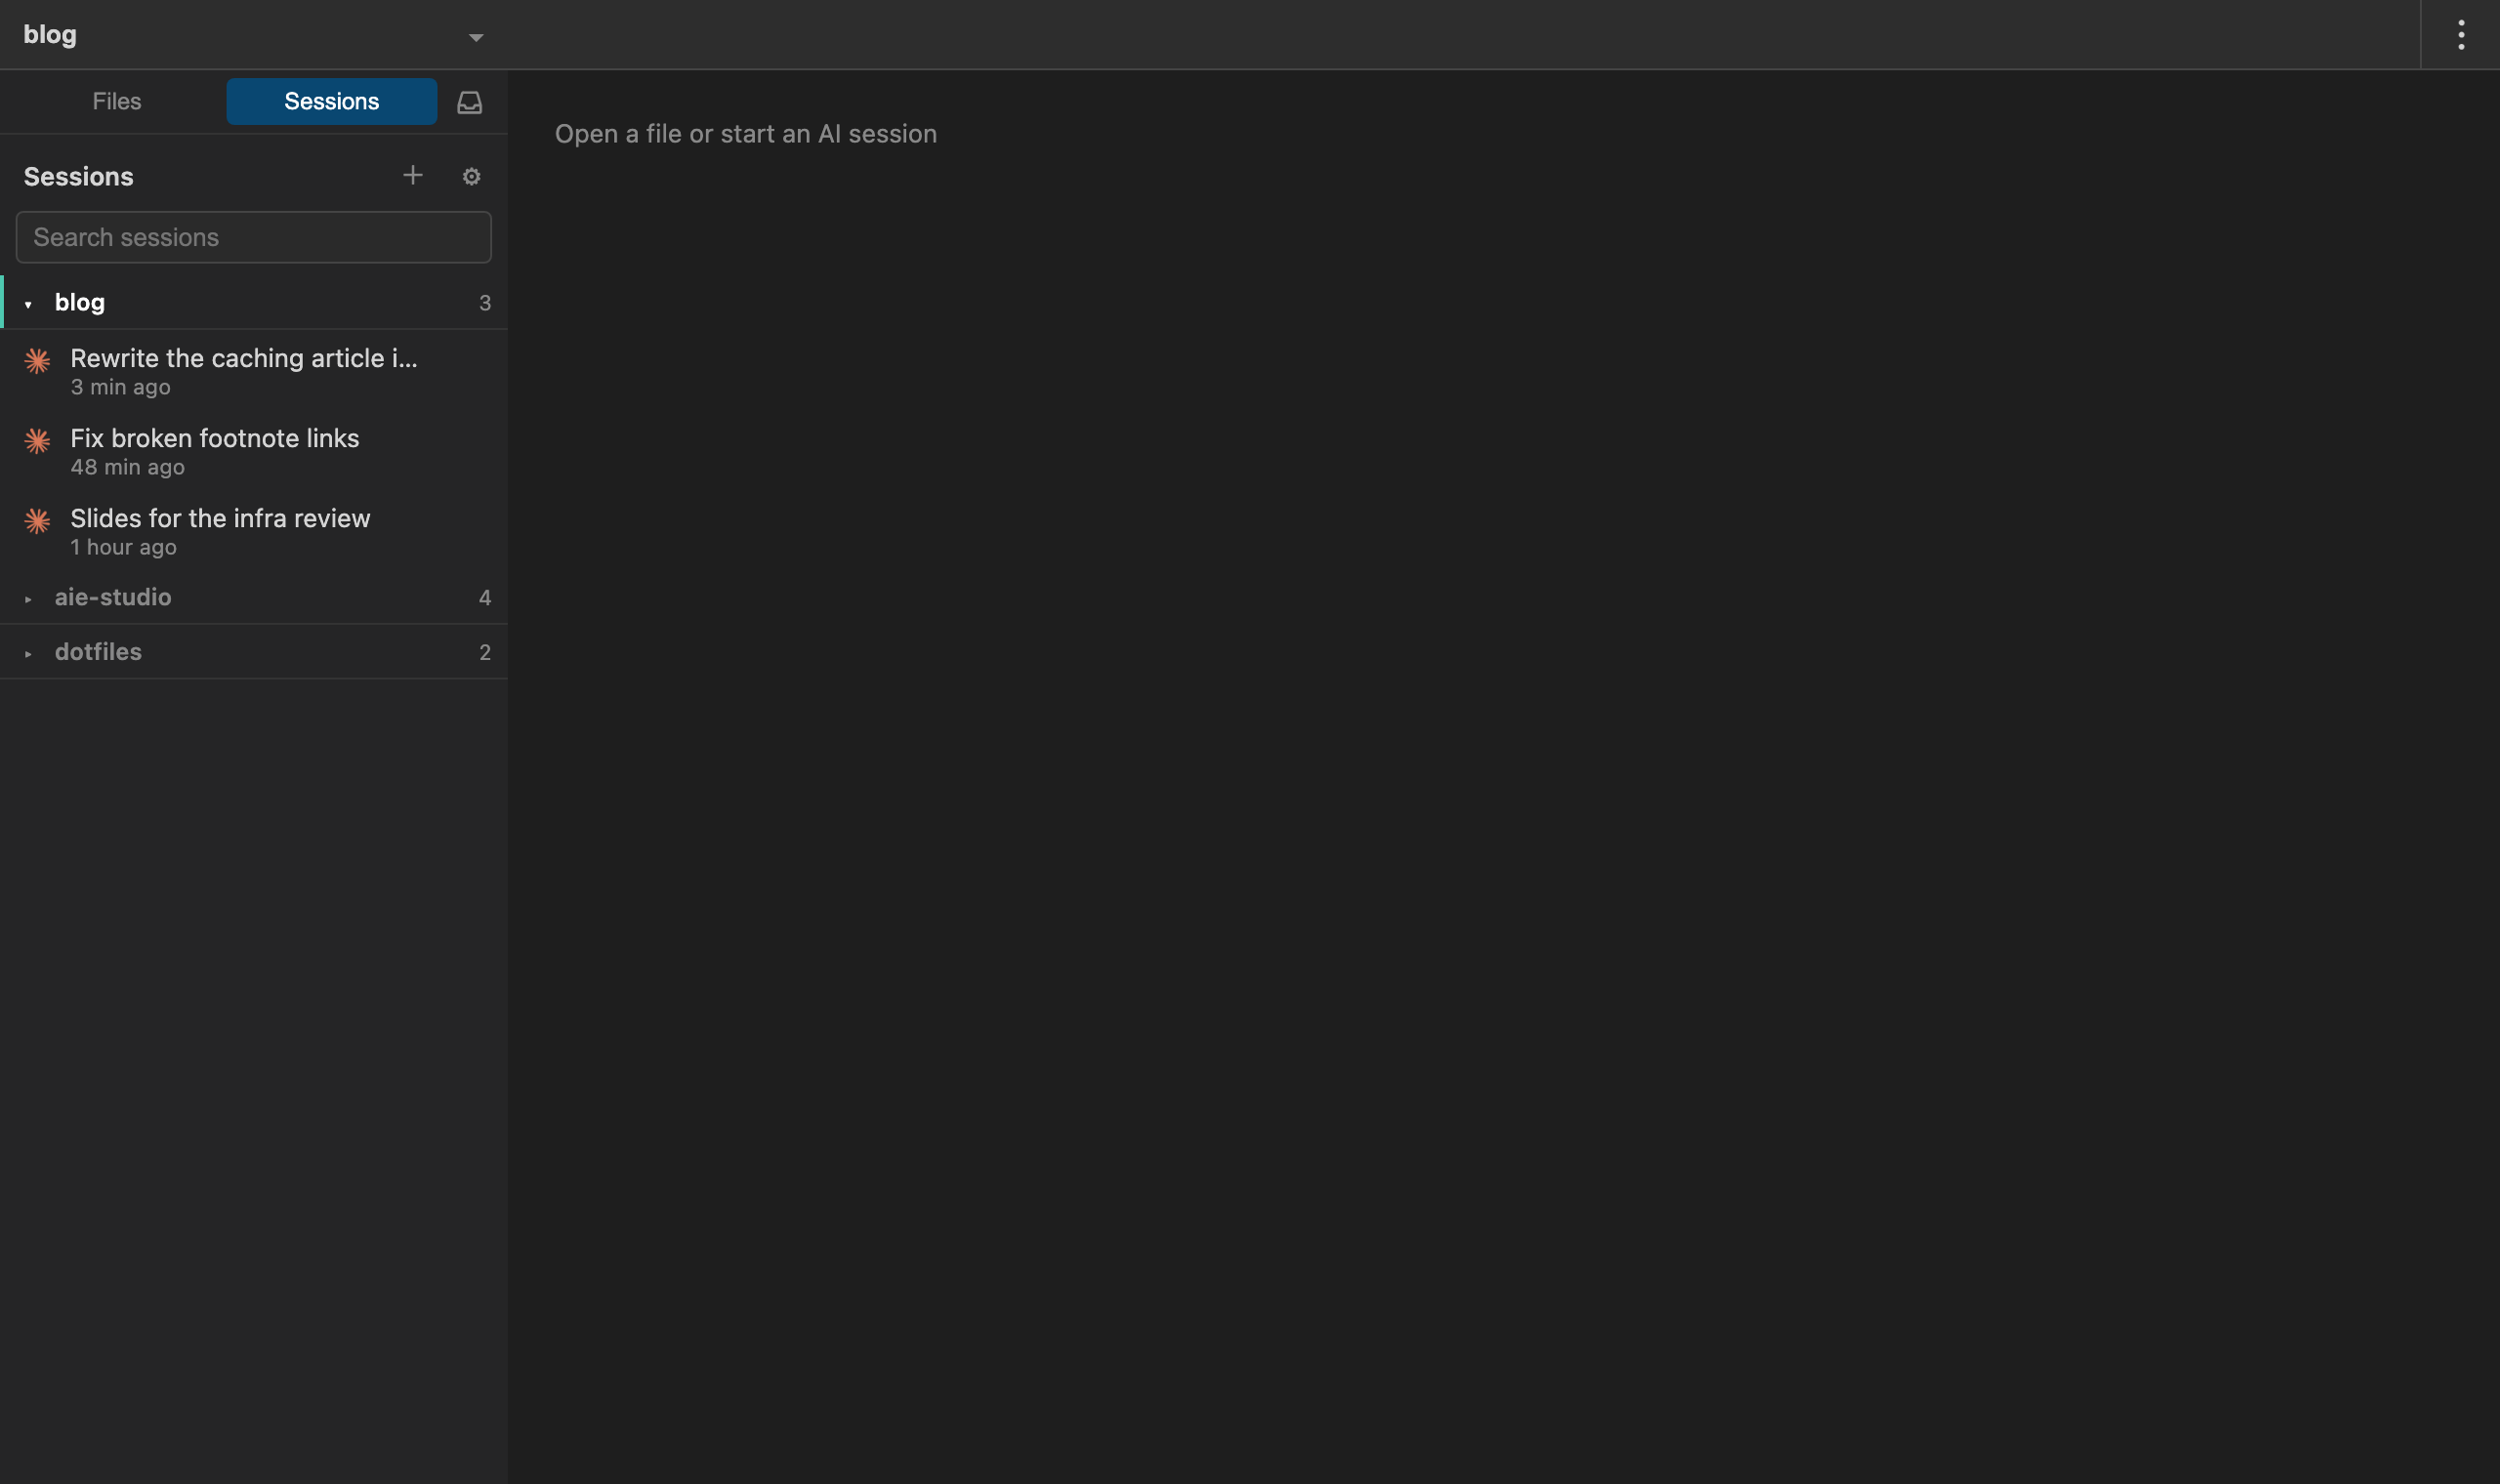 blog
Files
Sessions
Open a file or start an AI session
Sessions
Search sessions
blog
3
Rewrite the caching article i...
3 min ago
Fix broken footnote links
48 min ago
Slides for the infra review
1 hour ago
aie-studio
4
dotfiles
2